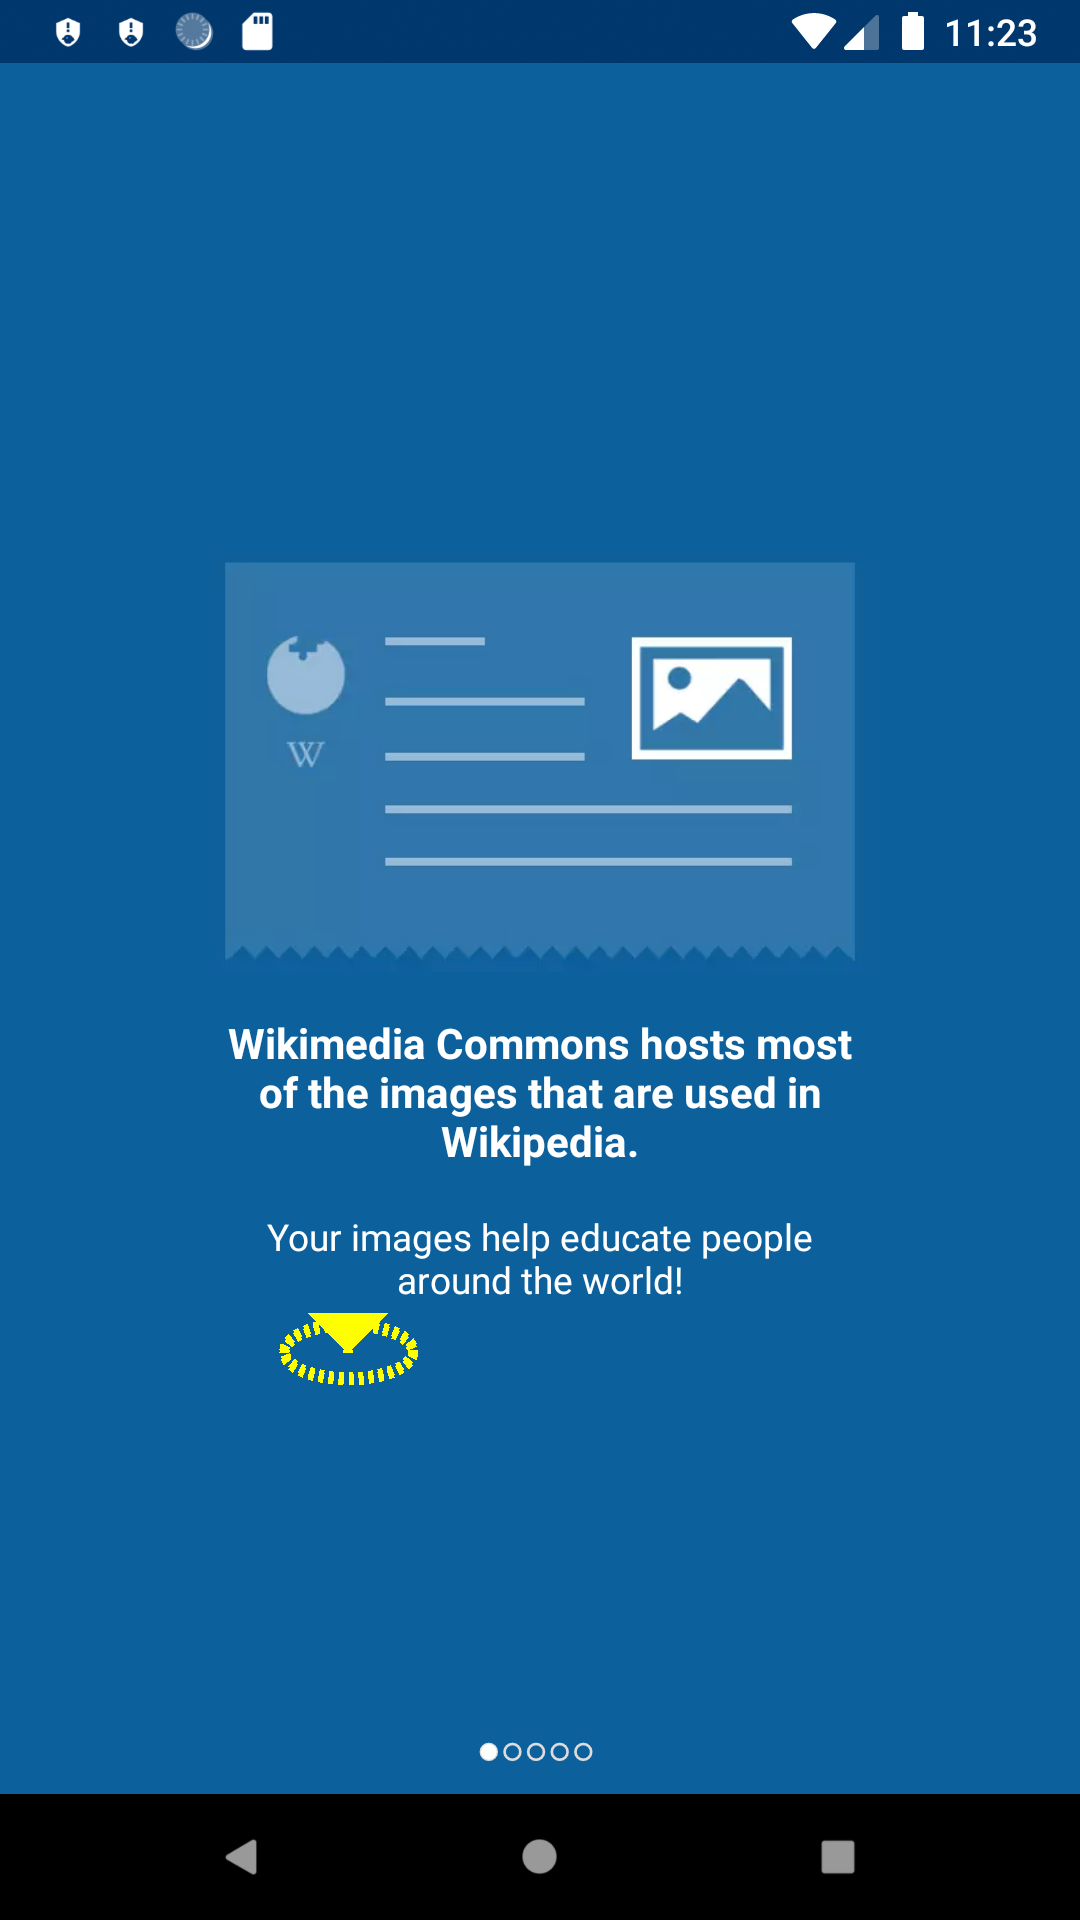 11:23
W
Wikimedia Commons hosts most
of the images that are used in
Wikipedia.
Your images help educate people
around the world!